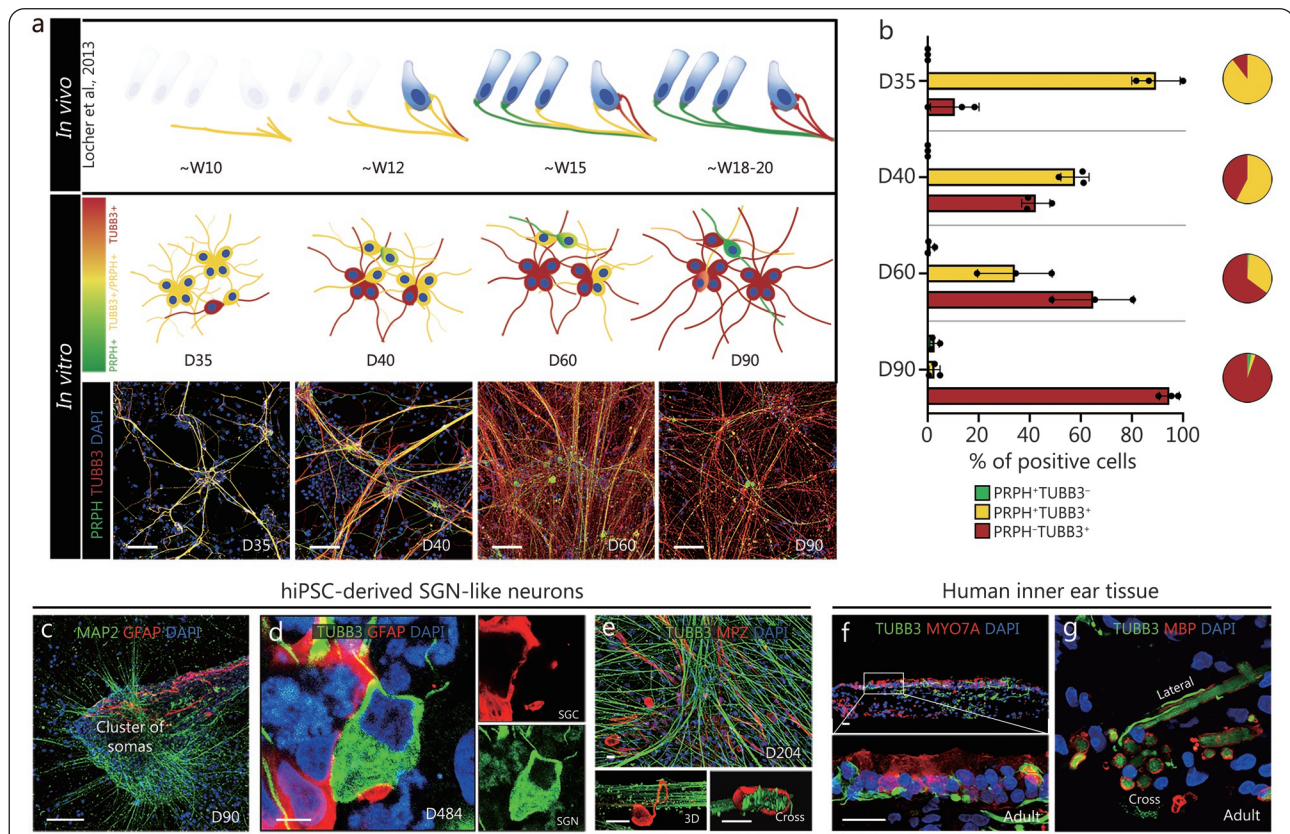 a
In vivo
Locher et al., 2013
~W10
~W12
~W15
~W18-20
In vitro
PRPH+ TUBB3+/PRPH+ TUBB3+
D35
D40
D60
D90
PRPH TUBB3 DAPI
D35
D40
D60
D90
b
D35
D40
D60
D90
0 20 40 60 80 100
% of positive cells
PRPH⁺TUBB3⁻
PRPH⁺TUBB3⁺
PRPH⁻TUBB3⁺
hiPSC-derived SGN-like neurons
Human inner ear tissue
c
MAP2 GFAP DAPI
Cluster of
somas
D90
d
TUBB3 GFAP DAPI
D484
SGC
SGN
e
TUBB3 MPZ
D204
3D
Cross
f
TUBB3 MYO7A DAPI
Adult
g
TUBB3 MBP DAPI
Lateral
Cross
Adult